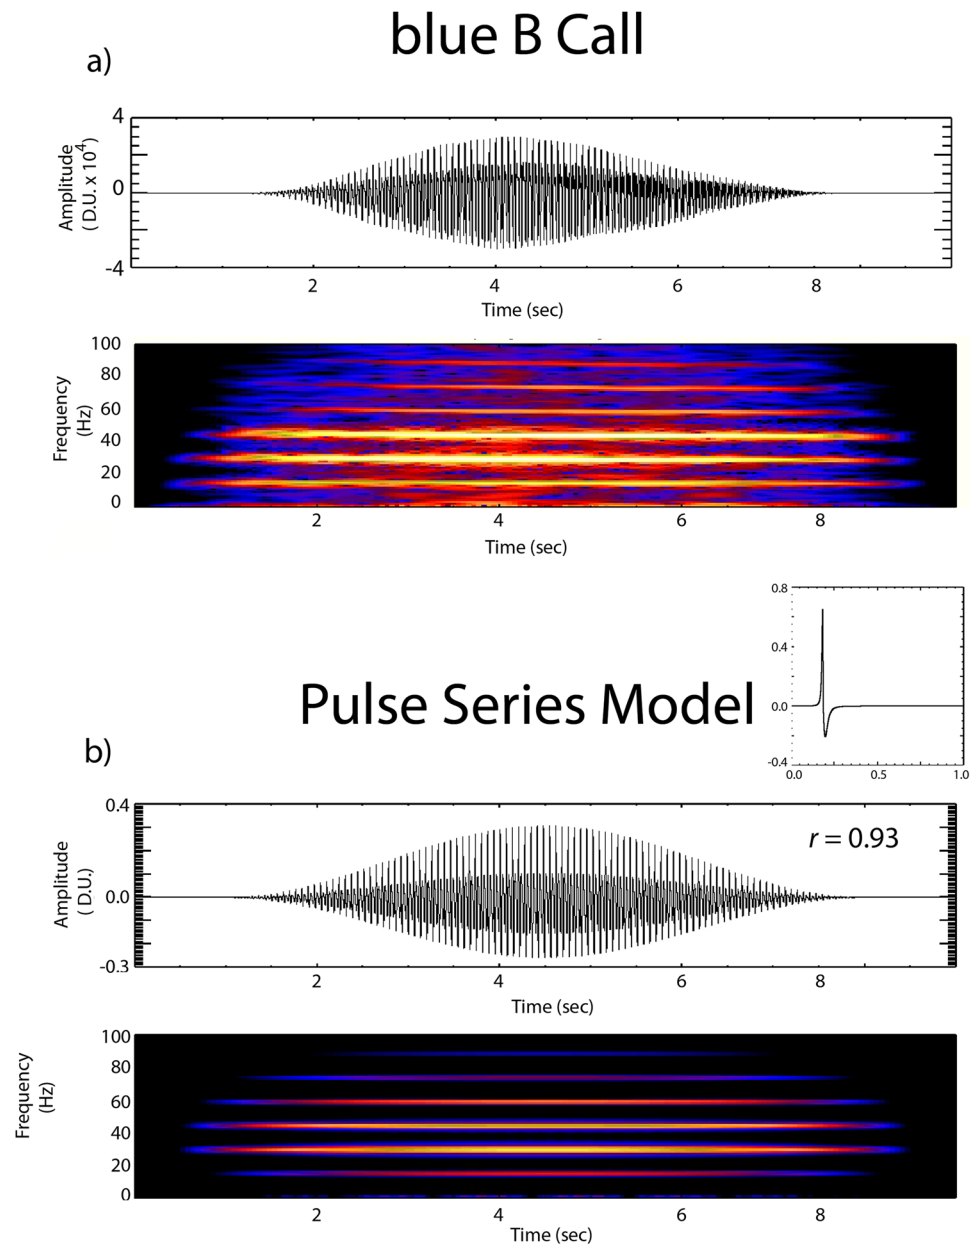 blue B Call
a)
4
0
-4
Amplitude
( D.U. x 10⁴)
2 4 6 8
Time (sec)
100
80
60
40
20
0
Frequency
(Hz)
2 4 6 8
Time (sec)
0.8
0.4
0.0
-0.4
0.0 0.5 1.0
Pulse Series Model
b)
0.4
0.0
-0.3
Amplitude
( D.U.)
r = 0.93
2 4 6 8
Time (sec)
100
80
60
40
20
0
Frequency
(Hz)
2 4 6 8
Time (sec)